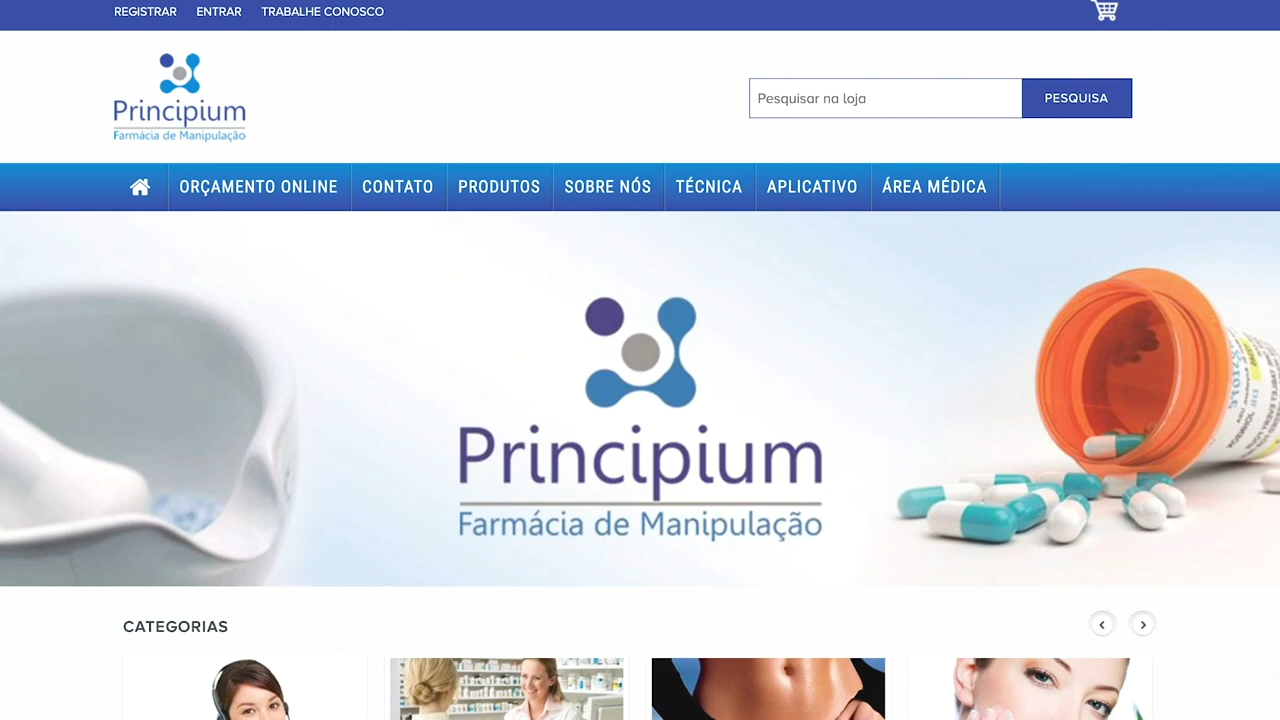 REGISTRAR ENTRAR TRABALHE CONOSCO
Principium
Farmácia de Manipulação
Pesquisar na loja PESQUISA
ORÇAMENTO ONLINE CONTATO PRODUTOS SOBRE NÓS TÉCNICA APLICATIVO ÁREA MÉDICA
Principium
Farmácia de Manipulação
CATEGORIAS